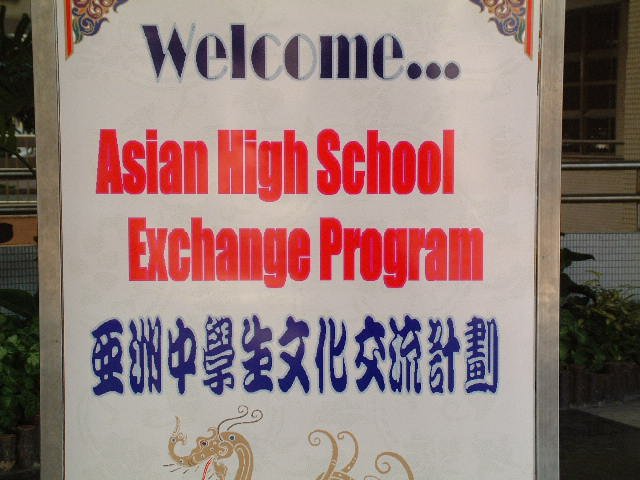 Welcome...
Asian High School
Exchange Program
亞洲中學生文化交流計劃